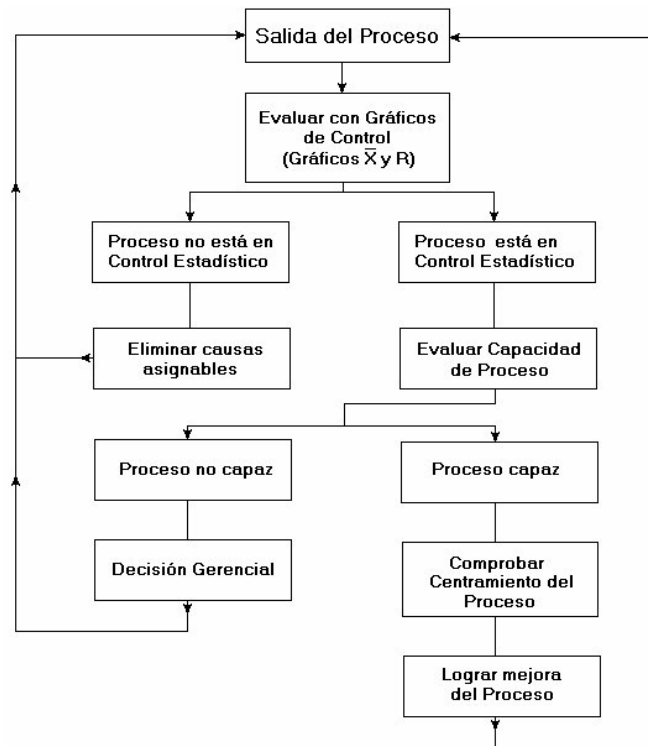 Salida del Proceso
Evaluar con Gráficos
de Control
(Gráficos X̅ y R)
Proceso no está en
Control Estadístico
Proceso está en
Control Estadístico
Eliminar causas
asignables
Evaluar Capacidad
de Proceso
Proceso no capaz
Proceso capaz
Decisión Gerencial
Comprobar
Centramiento del
Proceso
Lograr mejora
del Proceso